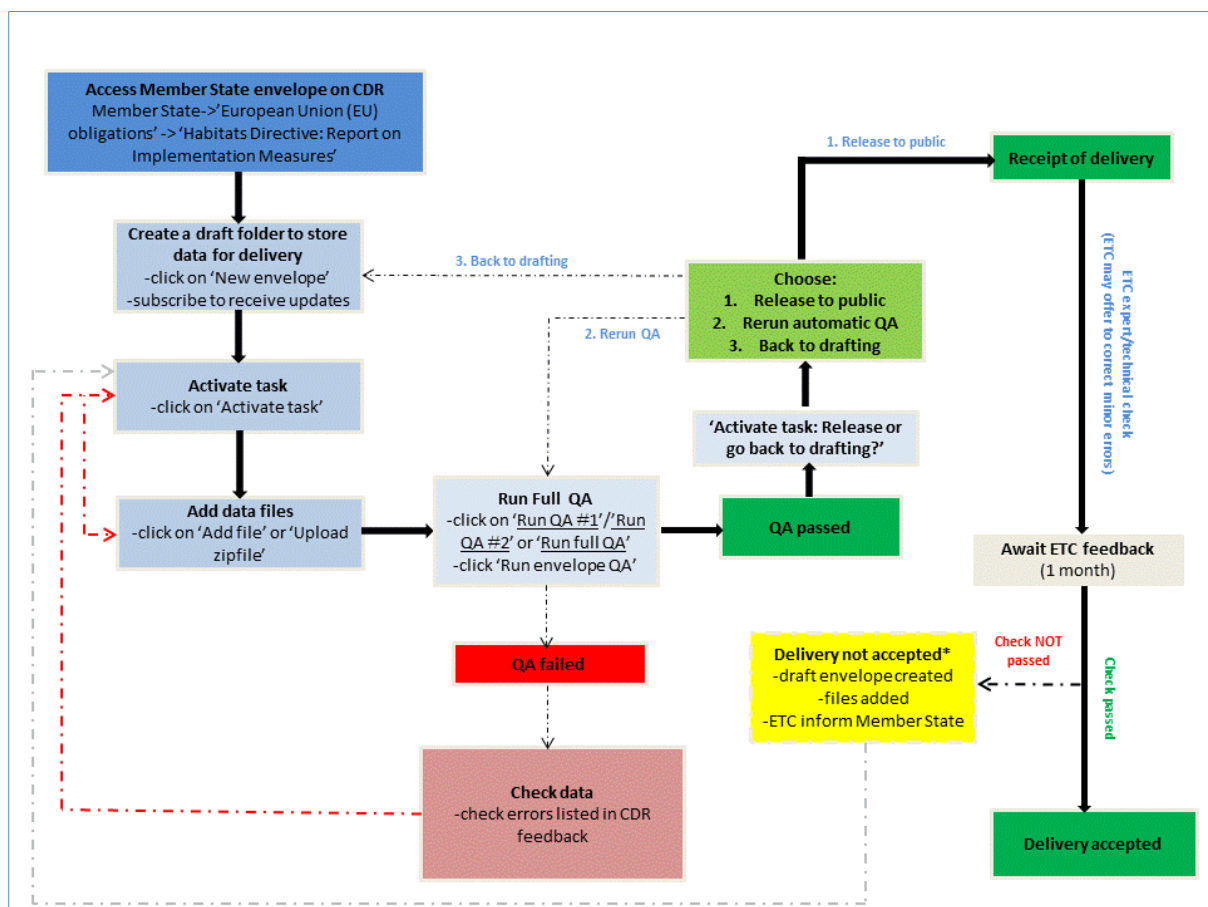 Access Member State envelope on CDR
Member State->'European Union (EU)
obligations' -> 'Habitats Directive: Report on
Implementation Measures'
1. Release to public
Receipt of delivery
Create a draft folder to store
data for delivery
-click on 'New envelope'
-subscribe to receive updates
3. Back to drafting
Choose:
1. Release to public
2. Rerun automatic QA
3. Back to drafting
2. Rerun QA
ETC expert/technical check
(ETC may offer to correct minor errors)
Activate task
-click on 'Activate task'
'Activate task: Release or
go back to drafting?'
Add data files
-click on 'Add file' or 'Upload
zipfile'
Run Full QA
-click on 'Run QA #1'/'Run
QA #2' or 'Run full QA'
-click 'Run envelope QA'
QA passed
Await ETC feedback
(1 month)
QA failed
Delivery not accepted*
-draft envelope created
-files added
-ETC inform Member State
Check NOT
passed
Check passed
Check data
-check errors listed in CDR
feedback
Delivery accepted